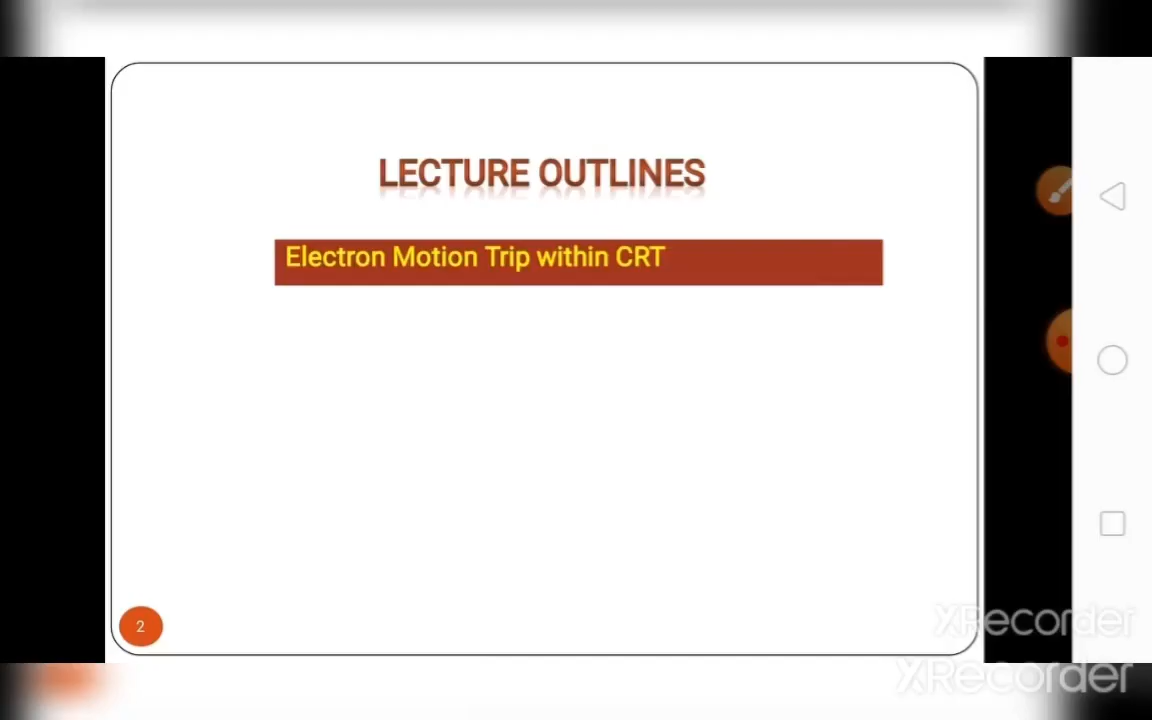 LECTURE OUTLINES
Electron Motion Trip within CRT
2
XRecorder
XRecorder